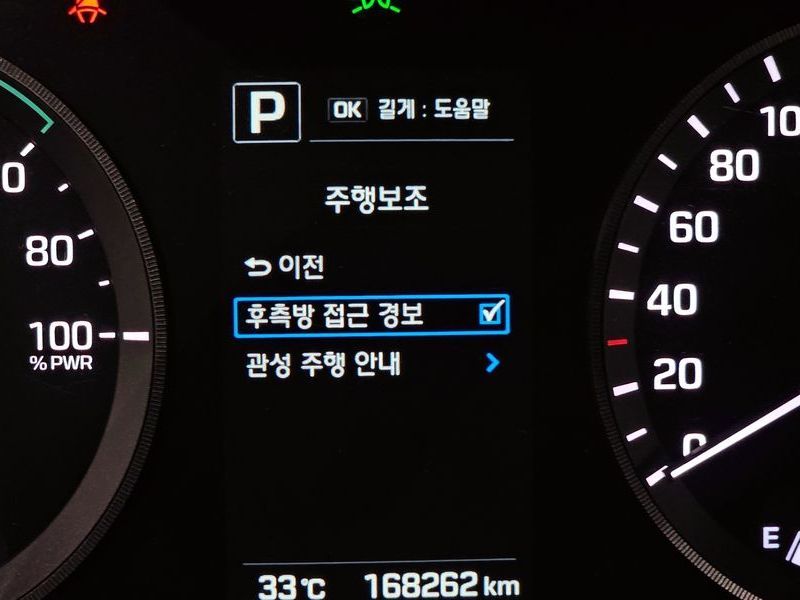 P
OK 길게 : 도움말
주행보조
이전
후측방 접근 경보
관성 주행 안내
33℃ 168262 km
0
80
100
% PWR
10
80
60
40
20
0
E